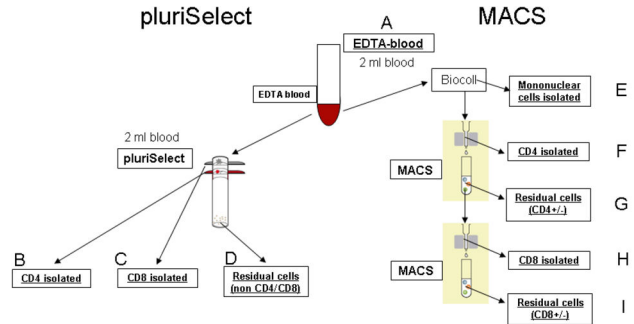 pluriSelect
A
MACS
EDTA-blood
2 ml blood
EDTA blood
Biocoll
Mononuclear
cells isolated
E
2 ml blood
pluriSelect
MACS
CD4 isolated
F
Residual cells
(CD4+/-)
G
B
CD4 isolated
C
CD8 isolated
D
Residual cells
(non CD4/CD8)
MACS
CD8 isolated
H
Residual cells
(CD8+/-)
I